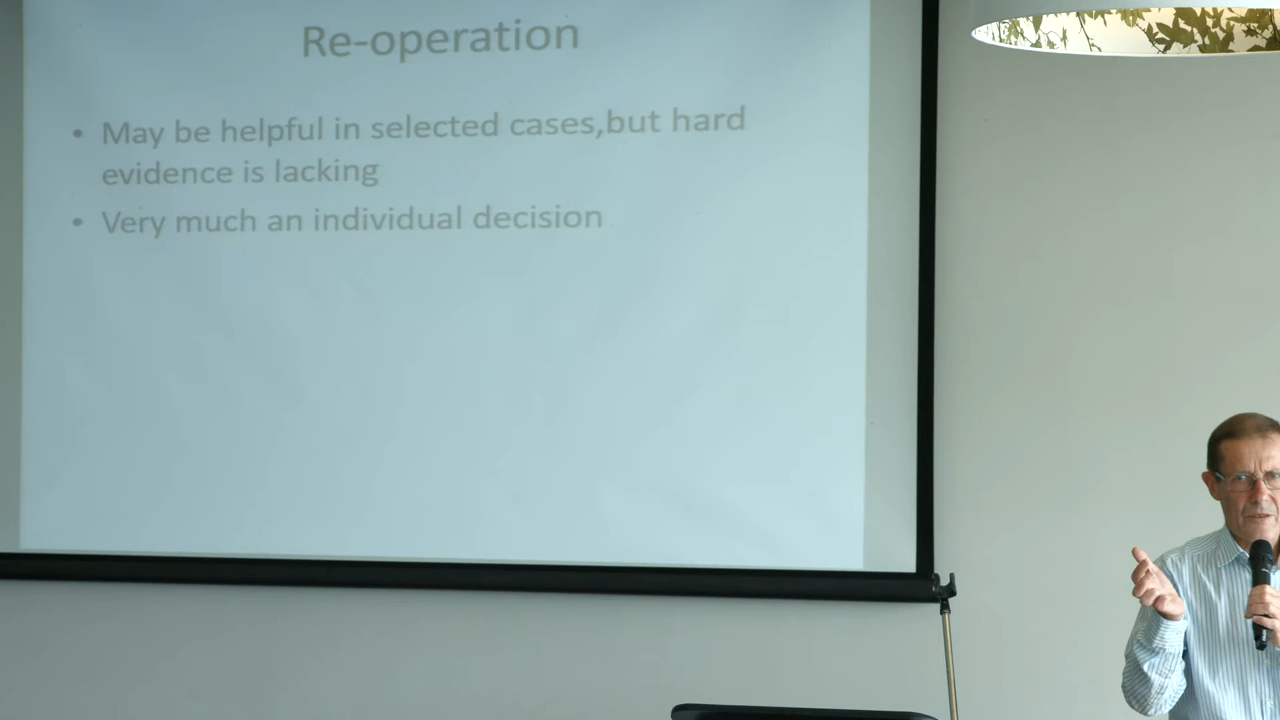 Re-operation
• May be helpful in selected cases,but hard
evidence is lacking
• Very much an individual decision